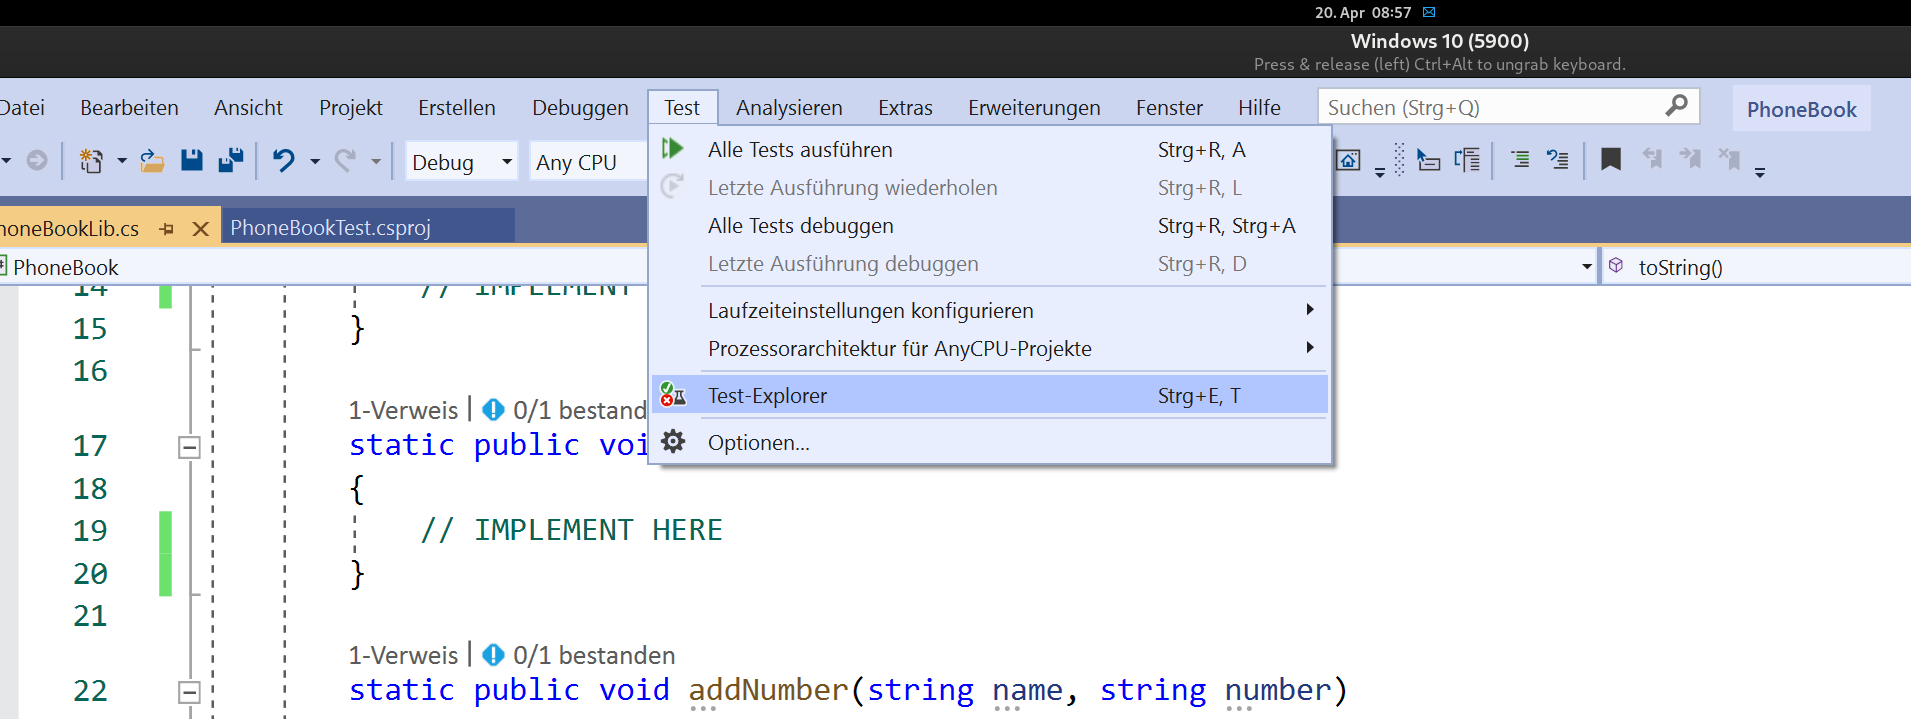 20. Apr 08:57
Windows 10 (5900)
Press & release (left) Ctrl+Alt to ungrab keyboard.
Bearbeiten Ansicht Projekt Erstellen Debuggen Test Analysieren Extras Erweiterungen Fenster Hilfe Suchen (Strg+Q) PhoneBook
Debug Any CPU
Alle Tests ausführen Strg+R, A
Letzte Ausführung wiederholen Strg+R, L
Alle Tests debuggen Strg+R, Strg+A
Letzte Ausführung debuggen Strg+R, D
Laufzeiteinstellungen konfigurieren
Prozessorarchitektur für AnyCPU-Projekte
Test-Explorer Strg+E, T
Optionen...
honeBookLib.cs PhoneBookTest.csproj
PhoneBook toString()
14 // IMPLEMENT
15 }
16
1-Verweis | 0/1 bestand
17 static public voi
18 {
19 // IMPLEMENT HERE
20 }
21
1-Verweis | 0/1 bestanden
22 static public void addNumber(string name, string number)